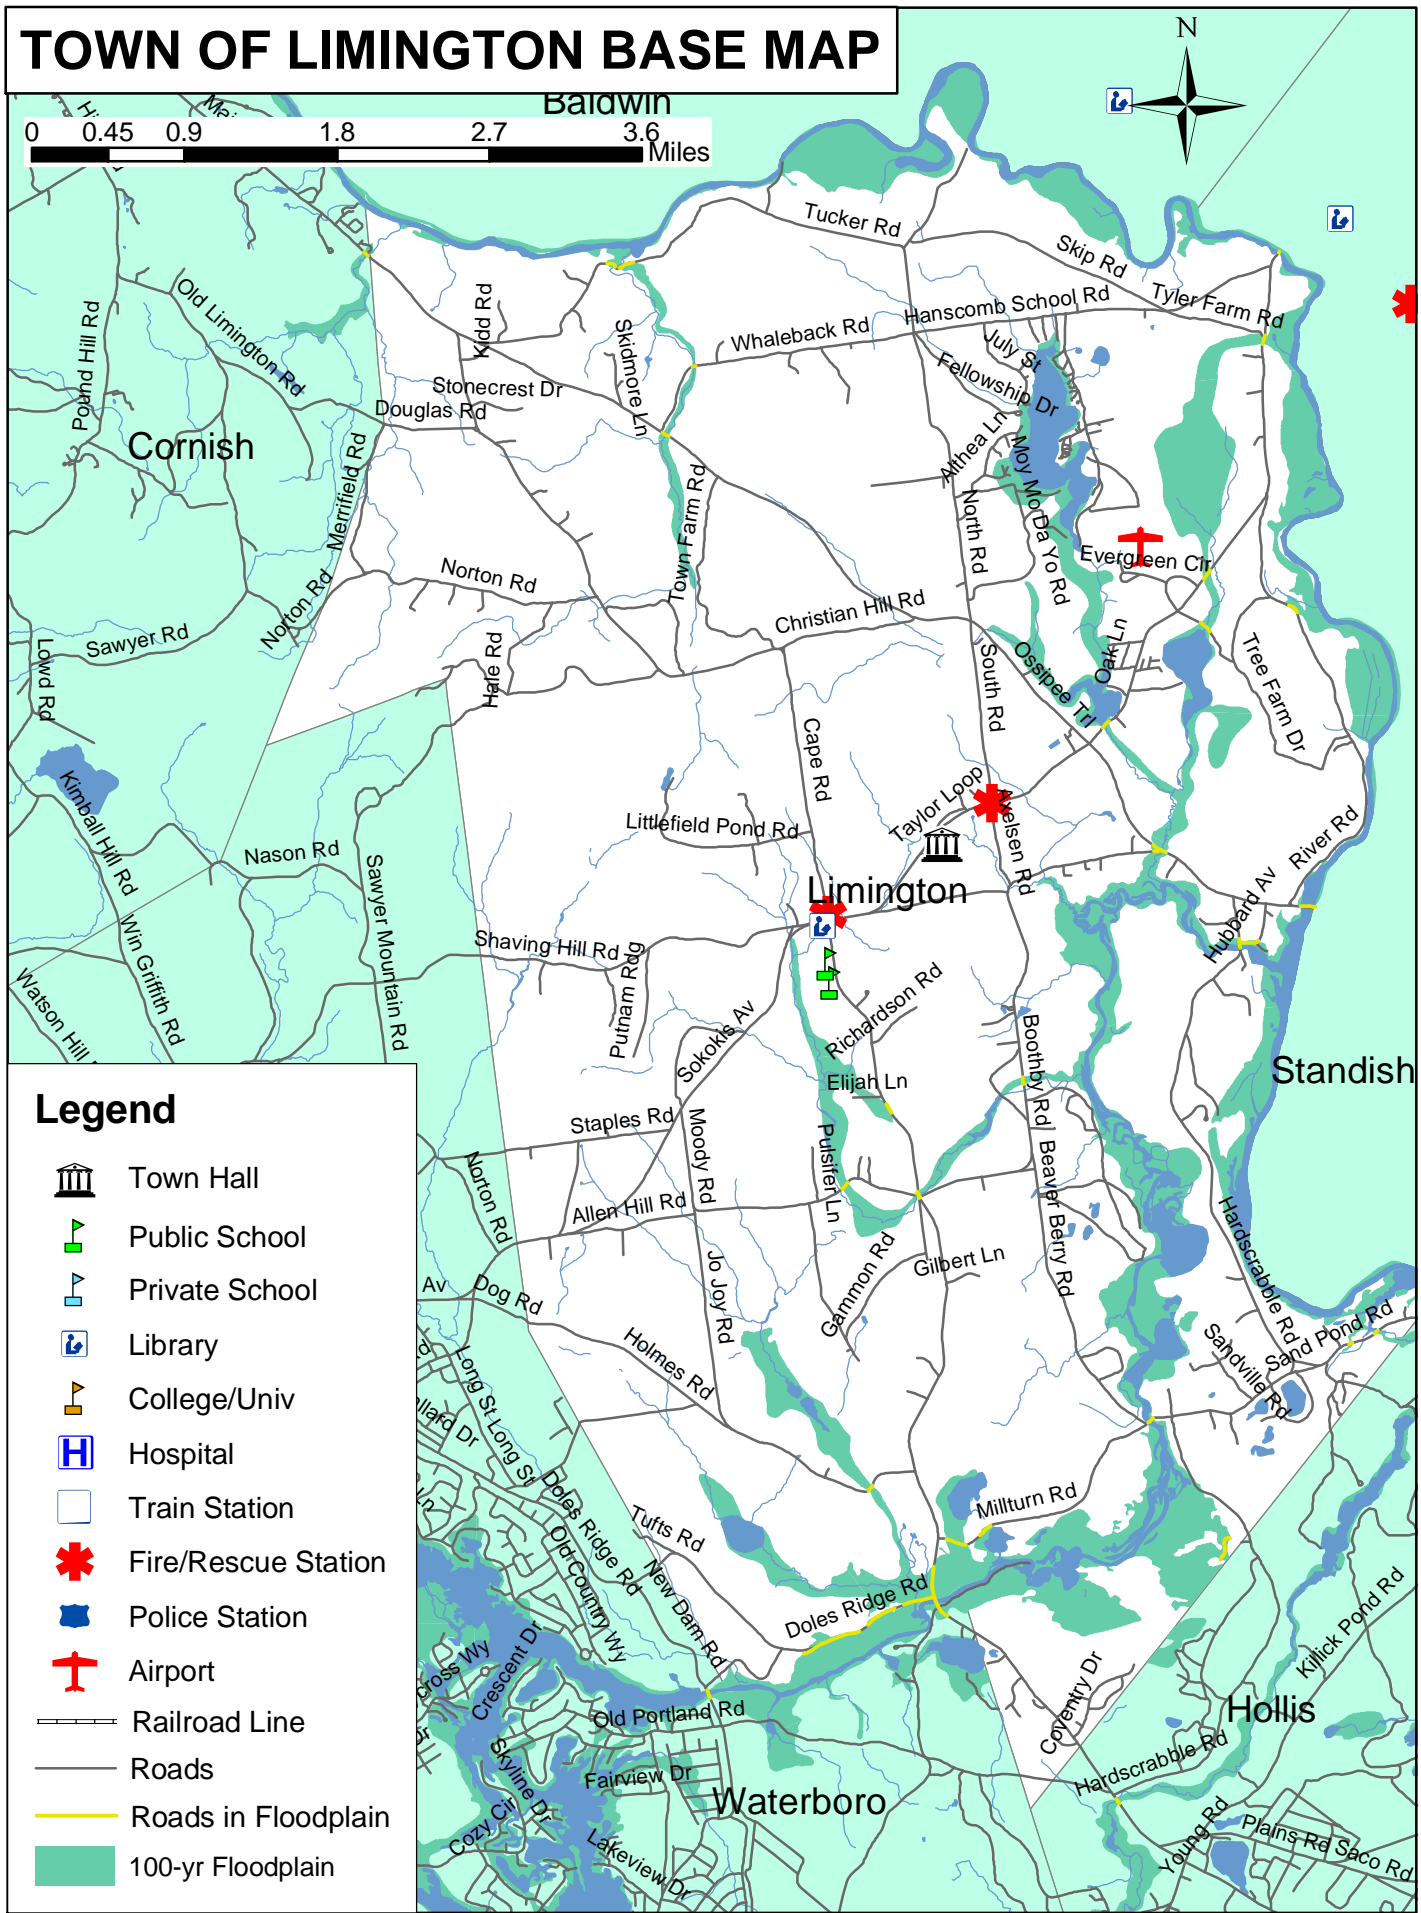 TOWN OF LIMINGTON BASE MAP
N
Baldwin
0 0.45 0.9 1.8 2.7 3.6
Miles
Tucker Rd
Skip Rd
Hanscomb School Rd
Tyler Farm Rd
Whaleback Rd
July St
Fellowship Dr
Althea Ln
Moy Mo Da Yo Rd
Kidd Rd
Skidmore Ln
Old Limington Rd
Pound Hill Rd
Stonecrest Dr
Douglas Rd
Cornish
Merrifield Rd
Town Farm Rd
North Rd
Evergreen Cir
Norton Rd
Norton Rd
Christian Hill Rd
Sawyer Rd
Lowd Rd
Hale Rd
South Rd
Ossipee Trl
Oak Ln
Tree Farm Dr
Cape Rd
Kimball Hill Rd
Taylor Loop
Axelsen Rd
Littlefield Pond Rd
River Rd
Nason Rd
Sawyer Mountain Rd
Limington
Hubbard Av
Win Griffith Rd
Shaving Hill Rd
Putnam Rdg
Watson Hill
Richardson Rd
Sokokis Av
Boothby Rd
Standish
Elijah Ln
Staples Rd
Moody Rd
Pulsifer Ln
Beaver Berry Rd
Norton Rd
Allen Hill Rd
Hardscrabble Rd
Gammon Rd
Gilbert Ln
Jo Joy Rd
Av
Dog Rd
Holmes Rd
Sand Pond Rd
Sandville Rd
Long St
Long St
llard Dr
Ln
Doles Ridge Rd
Old Country Wy
Tufts Rd
Millturn Rd
New Dam Rd
Doles Ridge Rd
Killick Pond Rd
cross Wy
Crescent Dr
Old Portland Rd
Coventry Dr
Hollis
Skyline Dr
Fairview Dr
Hardscrabble Rd
Waterboro
Cozy Cir
Lakeview Dr
Young Rd
Plains Rd
Saco Rd
Legend
Town Hall
Public School
Private School
Library
College/Univ
H Hospital
Train Station
Fire/Rescue Station
Police Station
Airport
Railroad Line
Roads
Roads in Floodplain
100-yr Floodplain